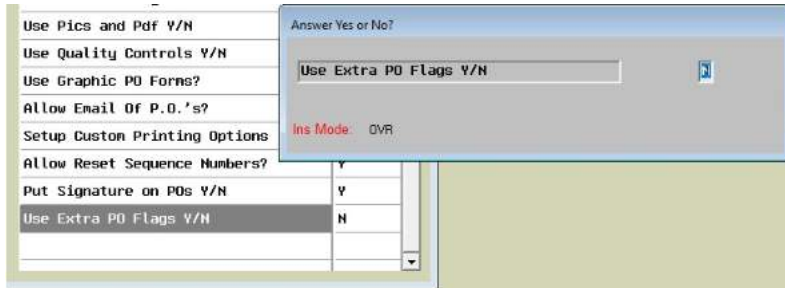 Use Pics and Pdf Y/N
Use Quality Controls Y/N
Use Graphic PO Forms?
Allow Email Of P.O.'s?
Setup Custom Printing Options
Allow Reset Sequence Numbers? Y
Put Signature on POs Y/N Y
Use Extra PO Flags Y/N N
Answer Yes or No?
Use Extra PO Flags Y/N N
Ins Mode: OVR